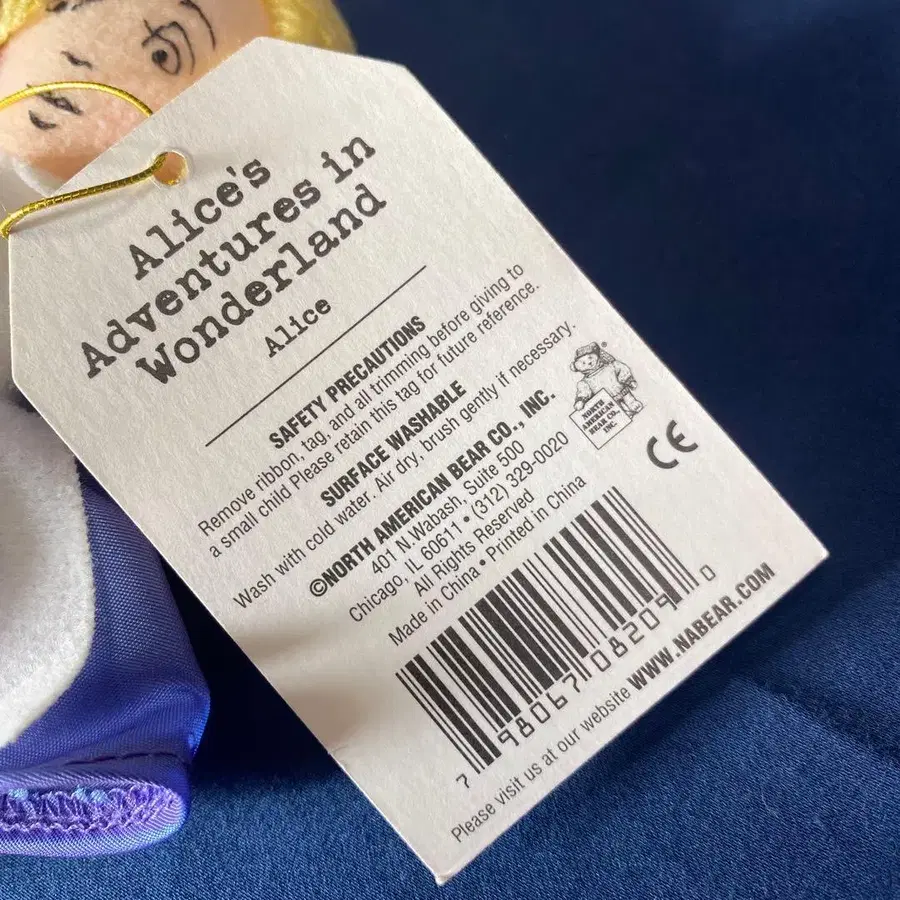 Alice's
Adventures in
Wonderland
Alice
SAFETY PRECAUTIONS
Remove ribbon, tag, and all trimming before giving to
a small child Please retain this tag for future reference.
SURFACE WASHABLE
Wash with cold water. Air dry, brush gently if necessary.
©NORTH AMERICAN BEAR CO., INC.
401 N.Wabash, Suite 500
Chicago, IL 60611 • (312) 329-0020
All Rights Reserved
Made in China • Printed in China
®
NORTH
AMERICAN
BEAR CO.,
INC.
CE
7 98067 08209 0
Please visit us at our website WWW.NABEAR.COM